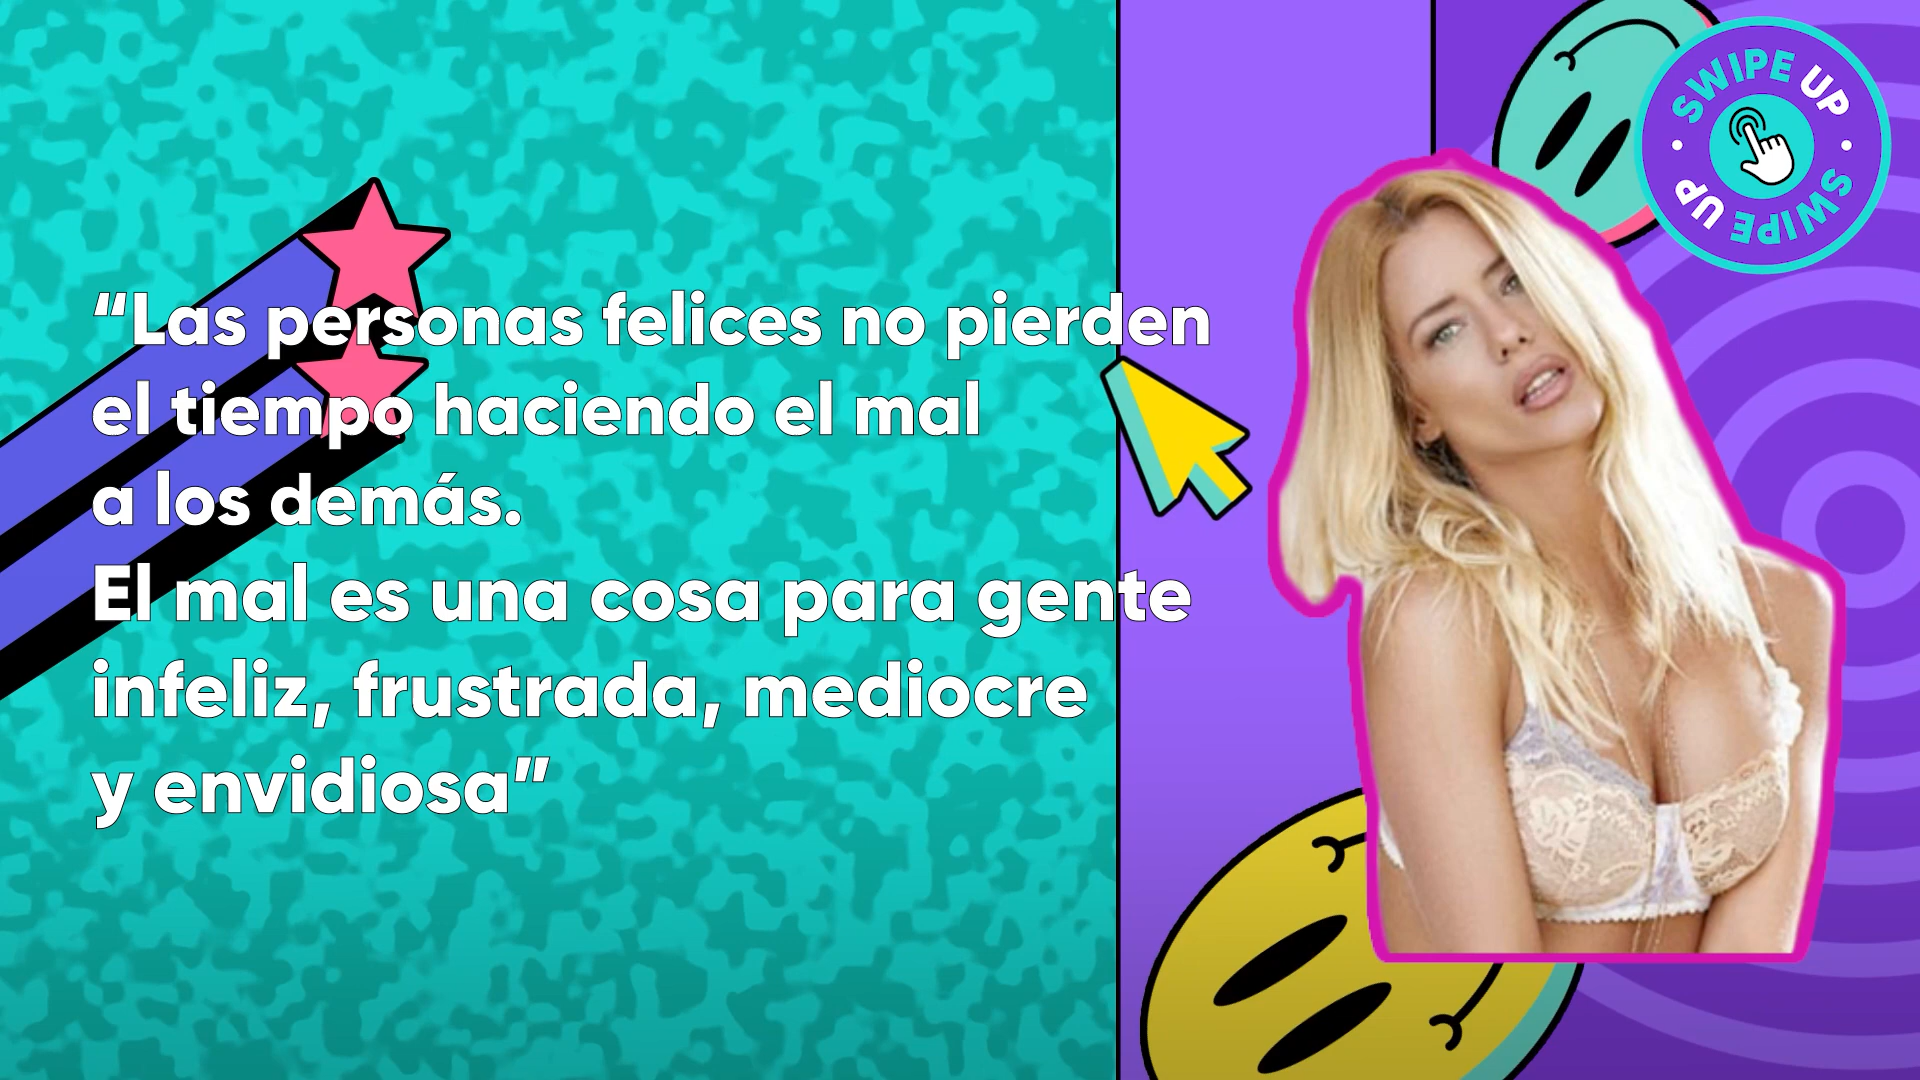 “Las personas felices no pierden
el tiempo haciendo el mal
a los demás.
El mal es una cosa para gente
infeliz, frustrada, mediocre
y envidiosa”
SWIPE UP · SWIPE UP ·